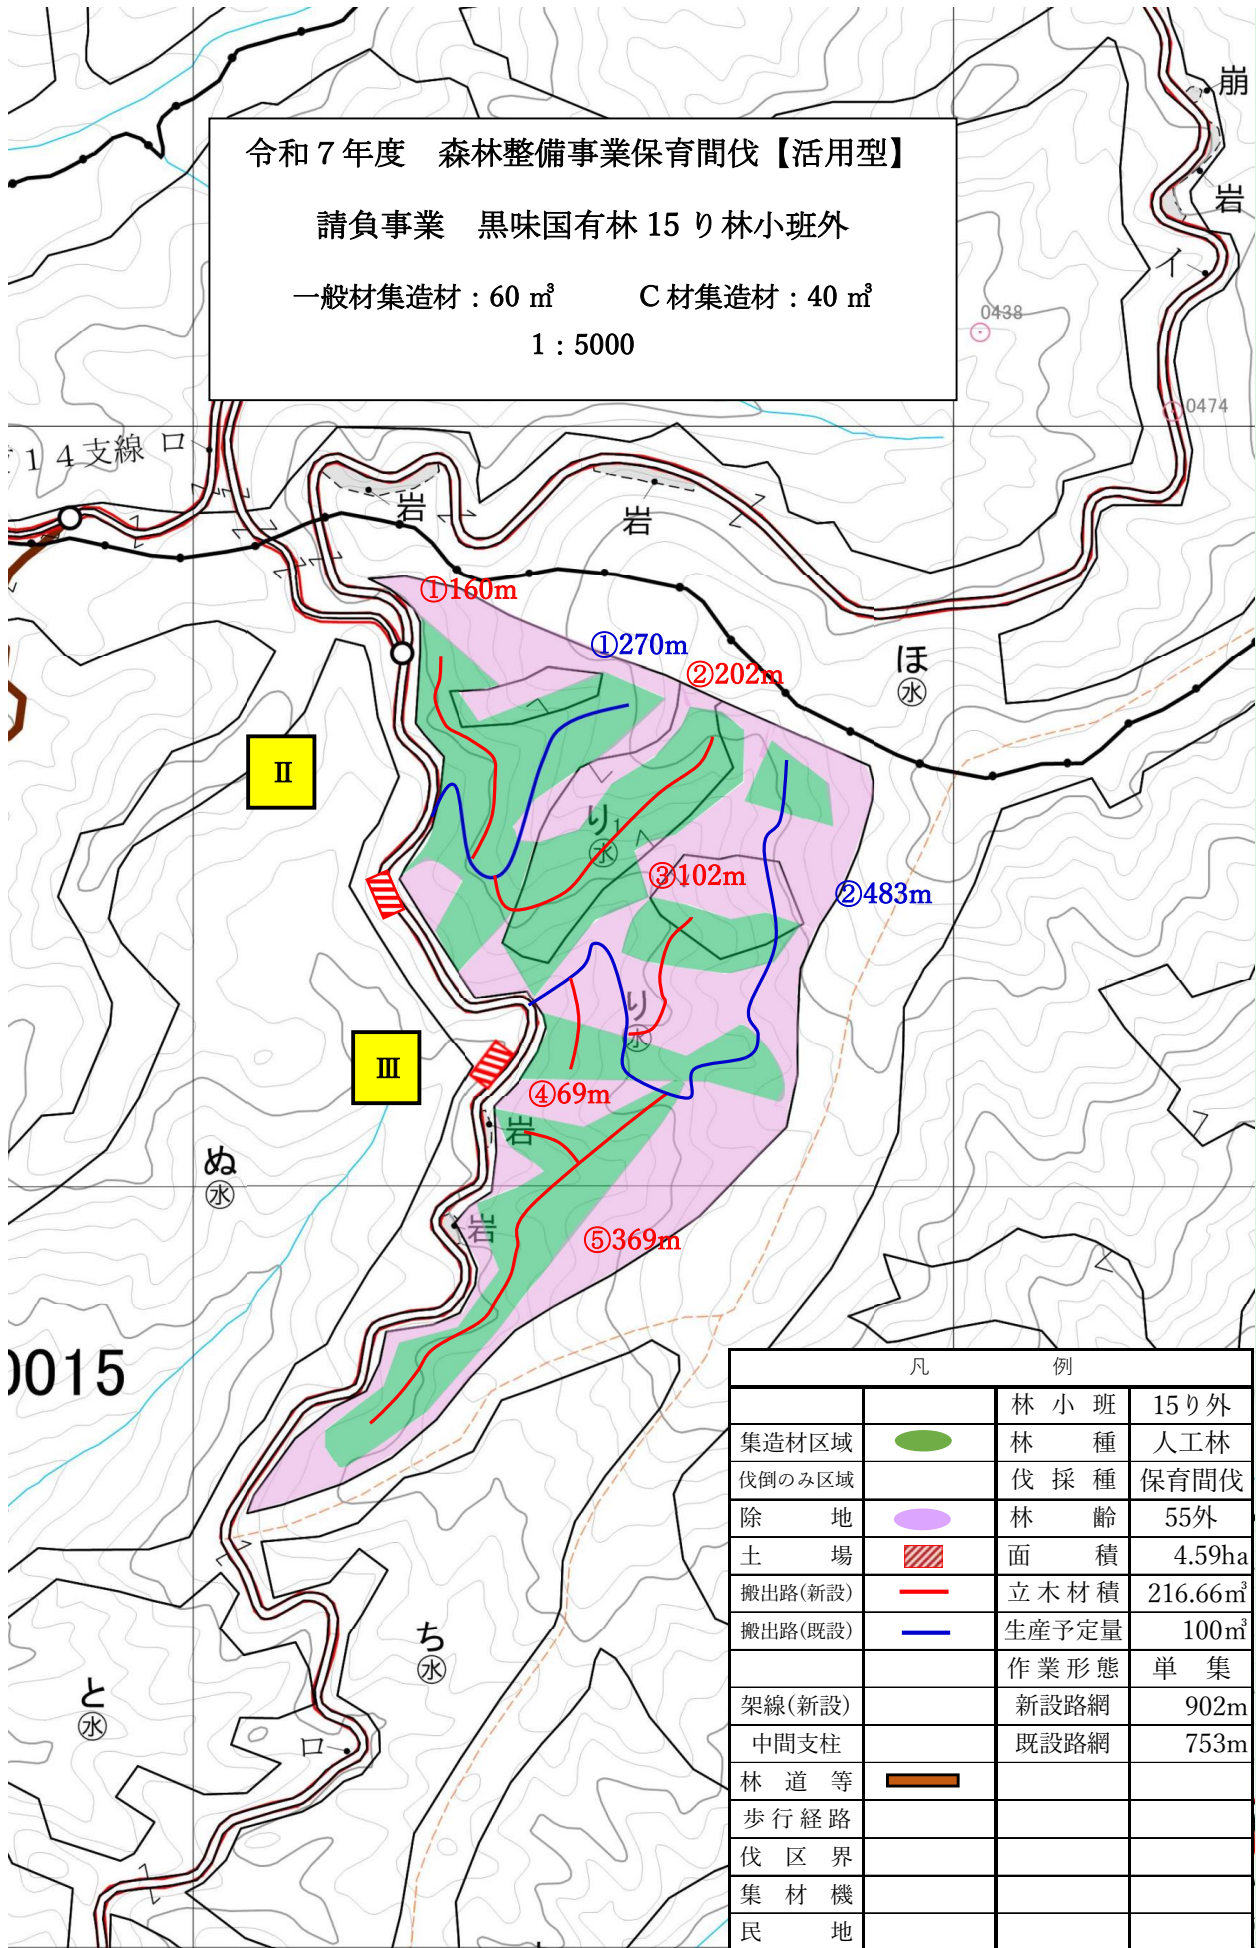 令和７年度　森林整備事業保育間伐【活用型】
請負事業　黒味国有林 15 り林小班外
一般材集造材：60 ㎥　　　C 材集造材：40 ㎥
1：5000
崩
岩
イ
0438
0474
１４支線 ロ
岩
岩
①160m
①270m
②202m
ほ
㊌
Ⅱ
り1
㊌
③102m
②483m
り
㊌
Ⅲ
④69m
岩
ぬ
㊌
岩
⑤369m
0015
ち
㊌
と
㊌
ロ
凡　例
林小班　15り外
集造材区域　林種　人工林
伐倒のみ区域　伐採種　保育間伐
除地　林齢　55外
土場　面積　4.59ha
搬出路(新設)　立木材積　216.66㎥
搬出路(既設)　生産予定量　100㎥
作業形態　単集
架線(新設)　新設路網　902m
中間支柱　既設路網　753m
林道等
歩行経路
伐区界
集材機
民地